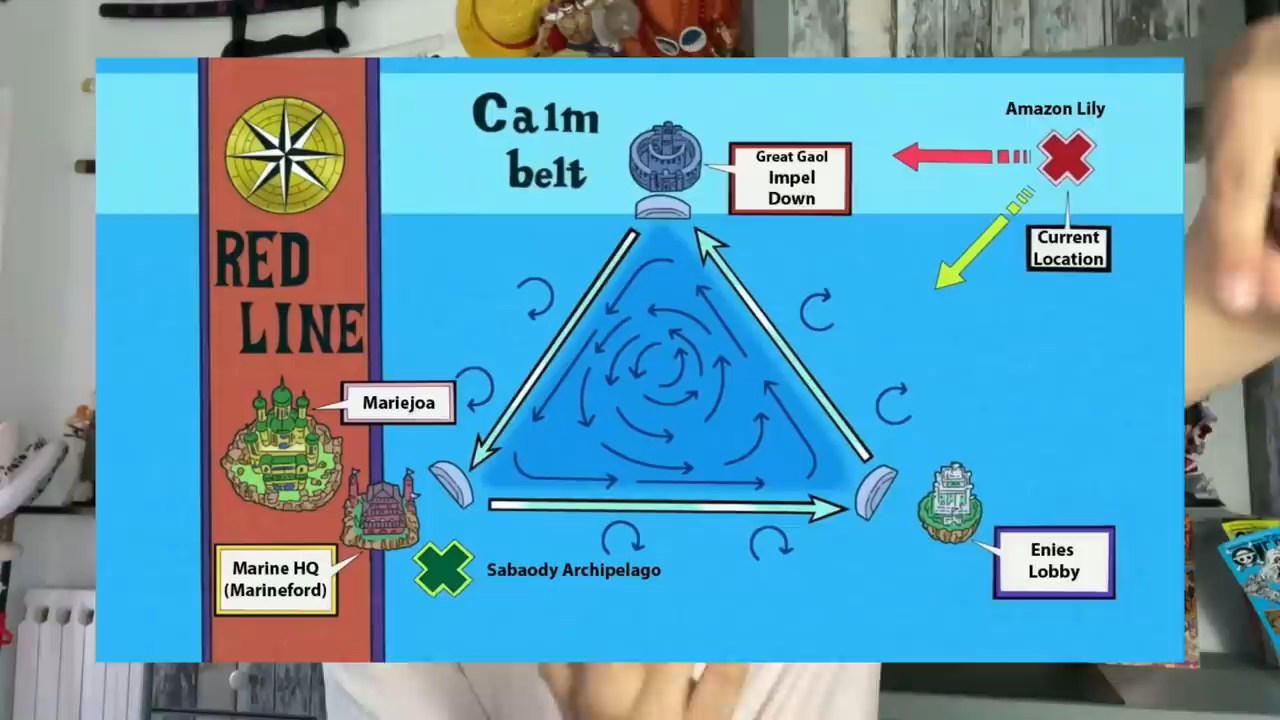 Calm
belt
Amazon Lily
Great Gaol
Impel
Down
Current
Location
RED
LINE
Mariejoa
Marine HQ
(Marineford)
Sabaody Archipelago
Enies
Lobby